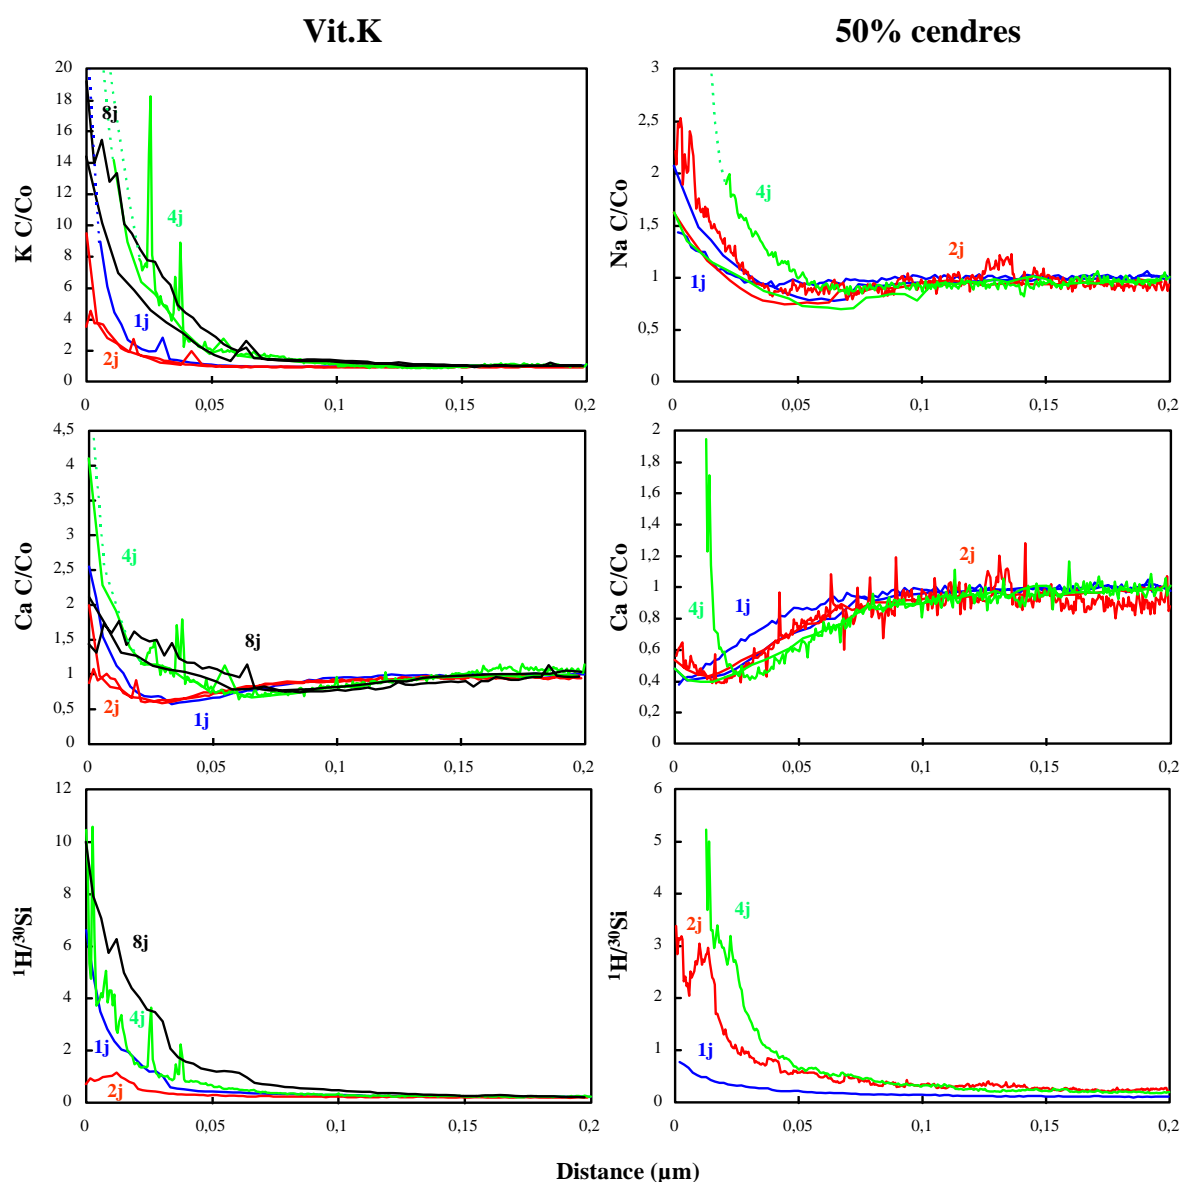 Vit.K
50% cendres
K C/Co
20
18
16
14
12
10
8
6
4
2
0
8j
4j
1j
2j
0
0,05
0,1
0,15
0,2
Na C/Co
3
2,5
2
1,5
1
0,5
0
4j
2j
1j
0
0,05
0,1
0,15
0,2
Ca C/Co
4,5
4
3,5
3
2,5
2
1,5
1
0,5
0
4j
8j
2j
1j
0
0,05
0,1
0,15
0,2
Ca C/Co
2
1,8
1,6
1,4
1,2
1
0,8
0,6
0,4
0,2
0
2j
1j
4j
0
0,05
0,1
0,15
0,2
¹H/³⁰Si
12
10
8
6
4
2
0
8j
4j
1j
2j
0
0,05
0,1
0,15
0,2
¹H/³⁰Si
6
5
4
3
2
1
0
4j
2j
1j
0
0,05
0,1
0,15
0,2
Distance (µm)